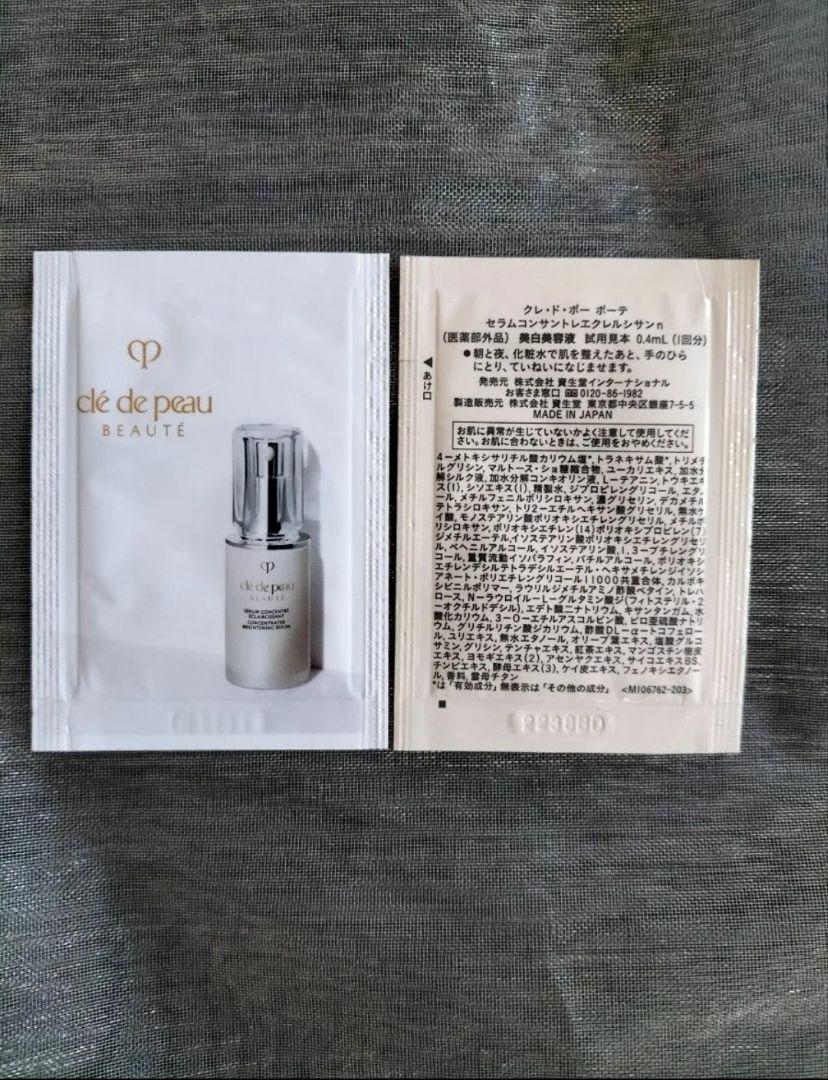 clé de peau
BEAUTÉ
clé de peau
BEAUTÉ
SÉRUM CONCENTRÉ
ÉCLAIRCISSANT
CONCENTRATED
BRIGHTENING SERUM
クレ・ド・ポー ボーテ
セラムコンサントレエクレルシサンn
(医薬部外品) 美白美容液 試用見本 0.4mL (1回分)
●朝と夜、化粧水で肌を整えたあと、手のひら
にとり、ていねいになじませます。
発売元 株式会社 資生堂インターナショナル
お客さま窓口 0120-86-1982
製造販売元 株式会社 資生堂 東京都中央区銀座7-5-5
MADE IN JAPAN
◀あけ口
お肌に異常が生じていないかよく注意して使用してくだ
さい。お肌に合わないときは、ご使用をおやめください。
4-メトキシサリチル酸カリウム塩*,トラネキサム酸*,トリメチ
ルグリシン,マルトース・ショ糖縮合物,ユーカリエキス,加水分
解シルク液,加水分解コンキオリン液,L-テアニン,トウキエキ
ス(1),シソエキス(1),精製水,ジプロピレングリコール,エタノ
ール,メチルフェニルポリシロキサン,濃グリセリン,デカメチル
テトラシロキサン,トリ2-エチルヘキサン酸グリセリル,無水ケ
イ酸,モノステアリン酸ポリオキシエチレングリセリル,メチルポ
リシロキサン,ポリオキシエチレン(14)ポリオキシプロピレン(7)
ジメチルエーテル,イソステアリン酸ポリオキシエチレングリセリ
ル,ベヘニルアルコール,イソステアリン酸,1,3-ブチレングリ
コール,重質流動イソパラフィン,バチルアルコール,ポリオキシ
エチレンデシルテトラデシルエーテル・ヘキサメチレンジイソシ
アネート・ポリエチレングリコール11000共重合体,カルボキ
シビニルポリマー,ラウリルジメチルアミノ酢酸ベタイン,トレハ
ロース,N-ラウロイル-L-グルタミン酸ジ(フィトステリル・2
-オクチルドデシル),エデト酸二ナトリウム,キサンタンガム,水
酸化カリウム,3-O-エチルアスコルビン酸,ピロ亜硫酸ナトリ
ウム,グリチルリチン酸ジカリウム,酢酸DL-α-トコフェロー
ル,ユリエキス,無水エタノール,オリーブ葉エキス,塩酸グルコ
サミン,グリシン,テンチャエキス,紅茶エキス,マンゴスチン樹皮
エキス,ヨモギエキス(2),アセンヤクエキス,サイコエキスBS,
チンピエキス,酵母エキス(3),ケイ皮エキス,フェノキシエタノー
ル,香料,雲母チタン
*は「有効成分」無表示は「その他の成分」 <M106762-203>